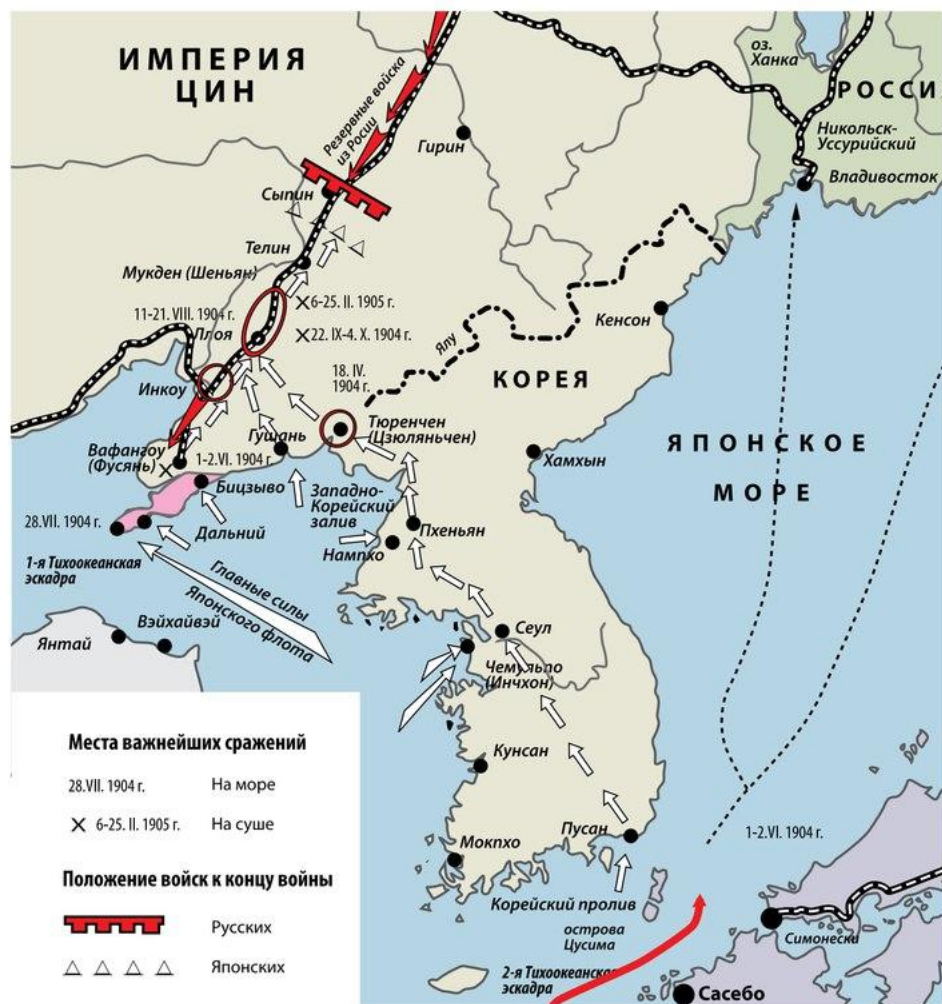 ИМПЕРИЯ
ЦИН
Резервные войска
из Росии
оз.
Ханка
РОССИ
Никольск-
Уссурийский
Владивосток
Гирин
Сыпин
Телин
Мукден (Шеньян)
11-21. VIII. 1904 г.
Ллоя
6-25. II. 1905 г.
22. IX-4. X. 1904 г.
Кенсон
Ялу
18. IV.
1904 г.
КОРЕЯ
Инкоу
Тюренчен
(Цзюляньчен)
Гушань
Вафангоу
(Фусянь)
1-2. VI. 1904 г.
Хамхын
ЯПОНСКОЕ
МОРЕ
Бицзыво
Западно-
Корейский
залив
28. VII. 1904 г.
Дальний
Пхеньян
Нампхо
1-я Тихоокеанская
эскадра
Главные силы
Японского флота
Янтай
Вэйхайвэй
Сеул
Чемульпо
(Инчхон)
Кунсан
Мокпхо
Пусан
1-2. VI. 1904 г.
Корейский пролив
острова
Цусима
Симонески
2-я Тихоокеанская
эскадра
Сасебо
Места важнейших сражений
28.VII. 1904 г. На море
6-25. II. 1905 г. На суше
Положение войск к концу войны
Русских
Японских